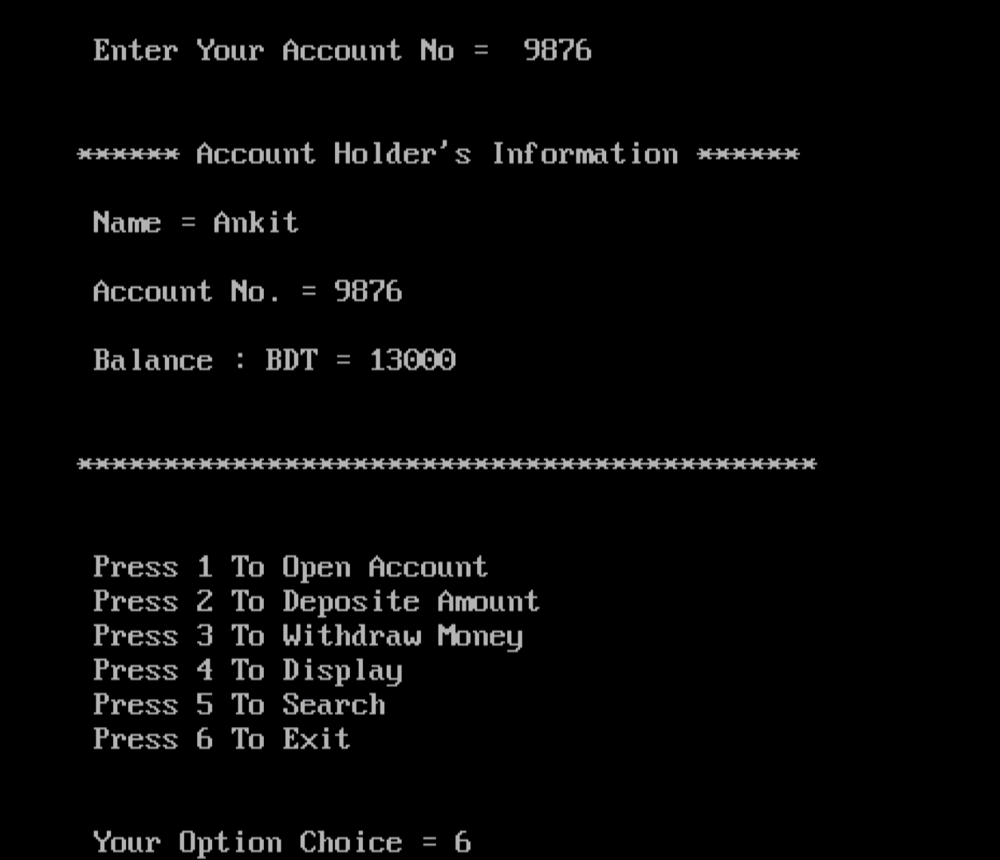 Enter Your Account No =  9876
****** Account Holder's Information ******
Name = Ankit
Account No. = 9876
Balance : BDT = 13000
*******************************************
Press 1 To Open Account
Press 2 To Deposite Amount
Press 3 To Withdraw Money
Press 4 To Display
Press 5 To Search
Press 6 To Exit
Your Option Choice = 6